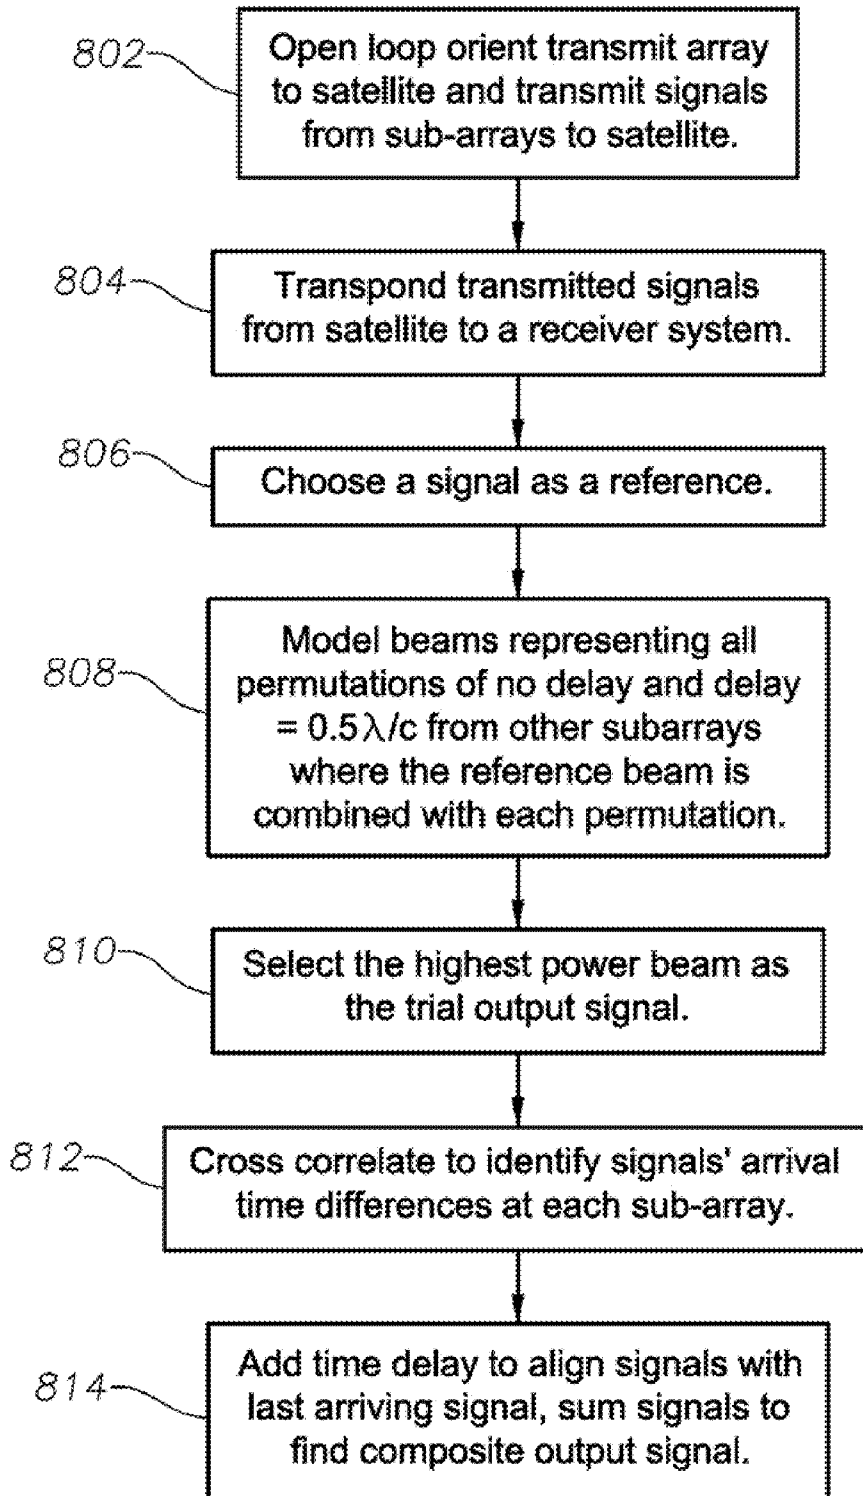 802
Open loop orient transmit array
to satellite and transmit signals
from sub-arrays to satellite.
804
Transpond transmitted signals
from satellite to a receiver system.
806
Choose a signal as a reference.
808
Model beams representing all
permutations of no delay and delay
= 0.5λ/c from other subarrays
where the reference beam is
combined with each permutation.
810
Select the highest power beam as
the trial output signal.
812
Cross correlate to identify signals' arrival
time differences at each sub-array.
814
Add time delay to align signals with
last arriving signal, sum signals to
find composite output signal.